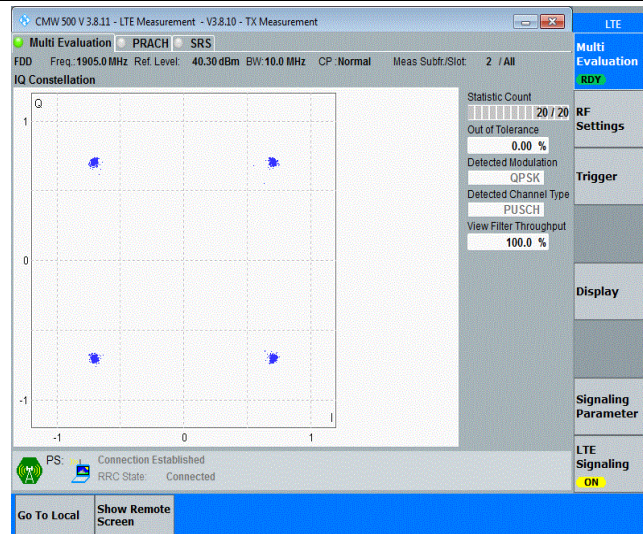 CMW 500 V 3.8.11 - LTE Measurement - V3.8.10 - TX Measurement
LTE
Multi Evaluation PRACH SRS
FDD Freq.:1905.0 MHz Ref. Level: 40.30 dBm BW:10.0 MHz CP :Normal Meas Subfr./Slot: 2 / All
IQ Constellation
Q
1
0
-1
I
-1 0 1
Statistic Count
20 / 20
Out of Tolerance
0.00 %
Detected Modulation
QPSK
Detected Channel Type
PUSCH
View Filter Throughput
100.0 %
Multi
Evaluation
RDY
RF
Settings
Trigger
Display
Signaling
Parameter
LTE
Signaling
ON
PS: Connection Established
RRC State: Connected
Go To Local
Show Remote
Screen